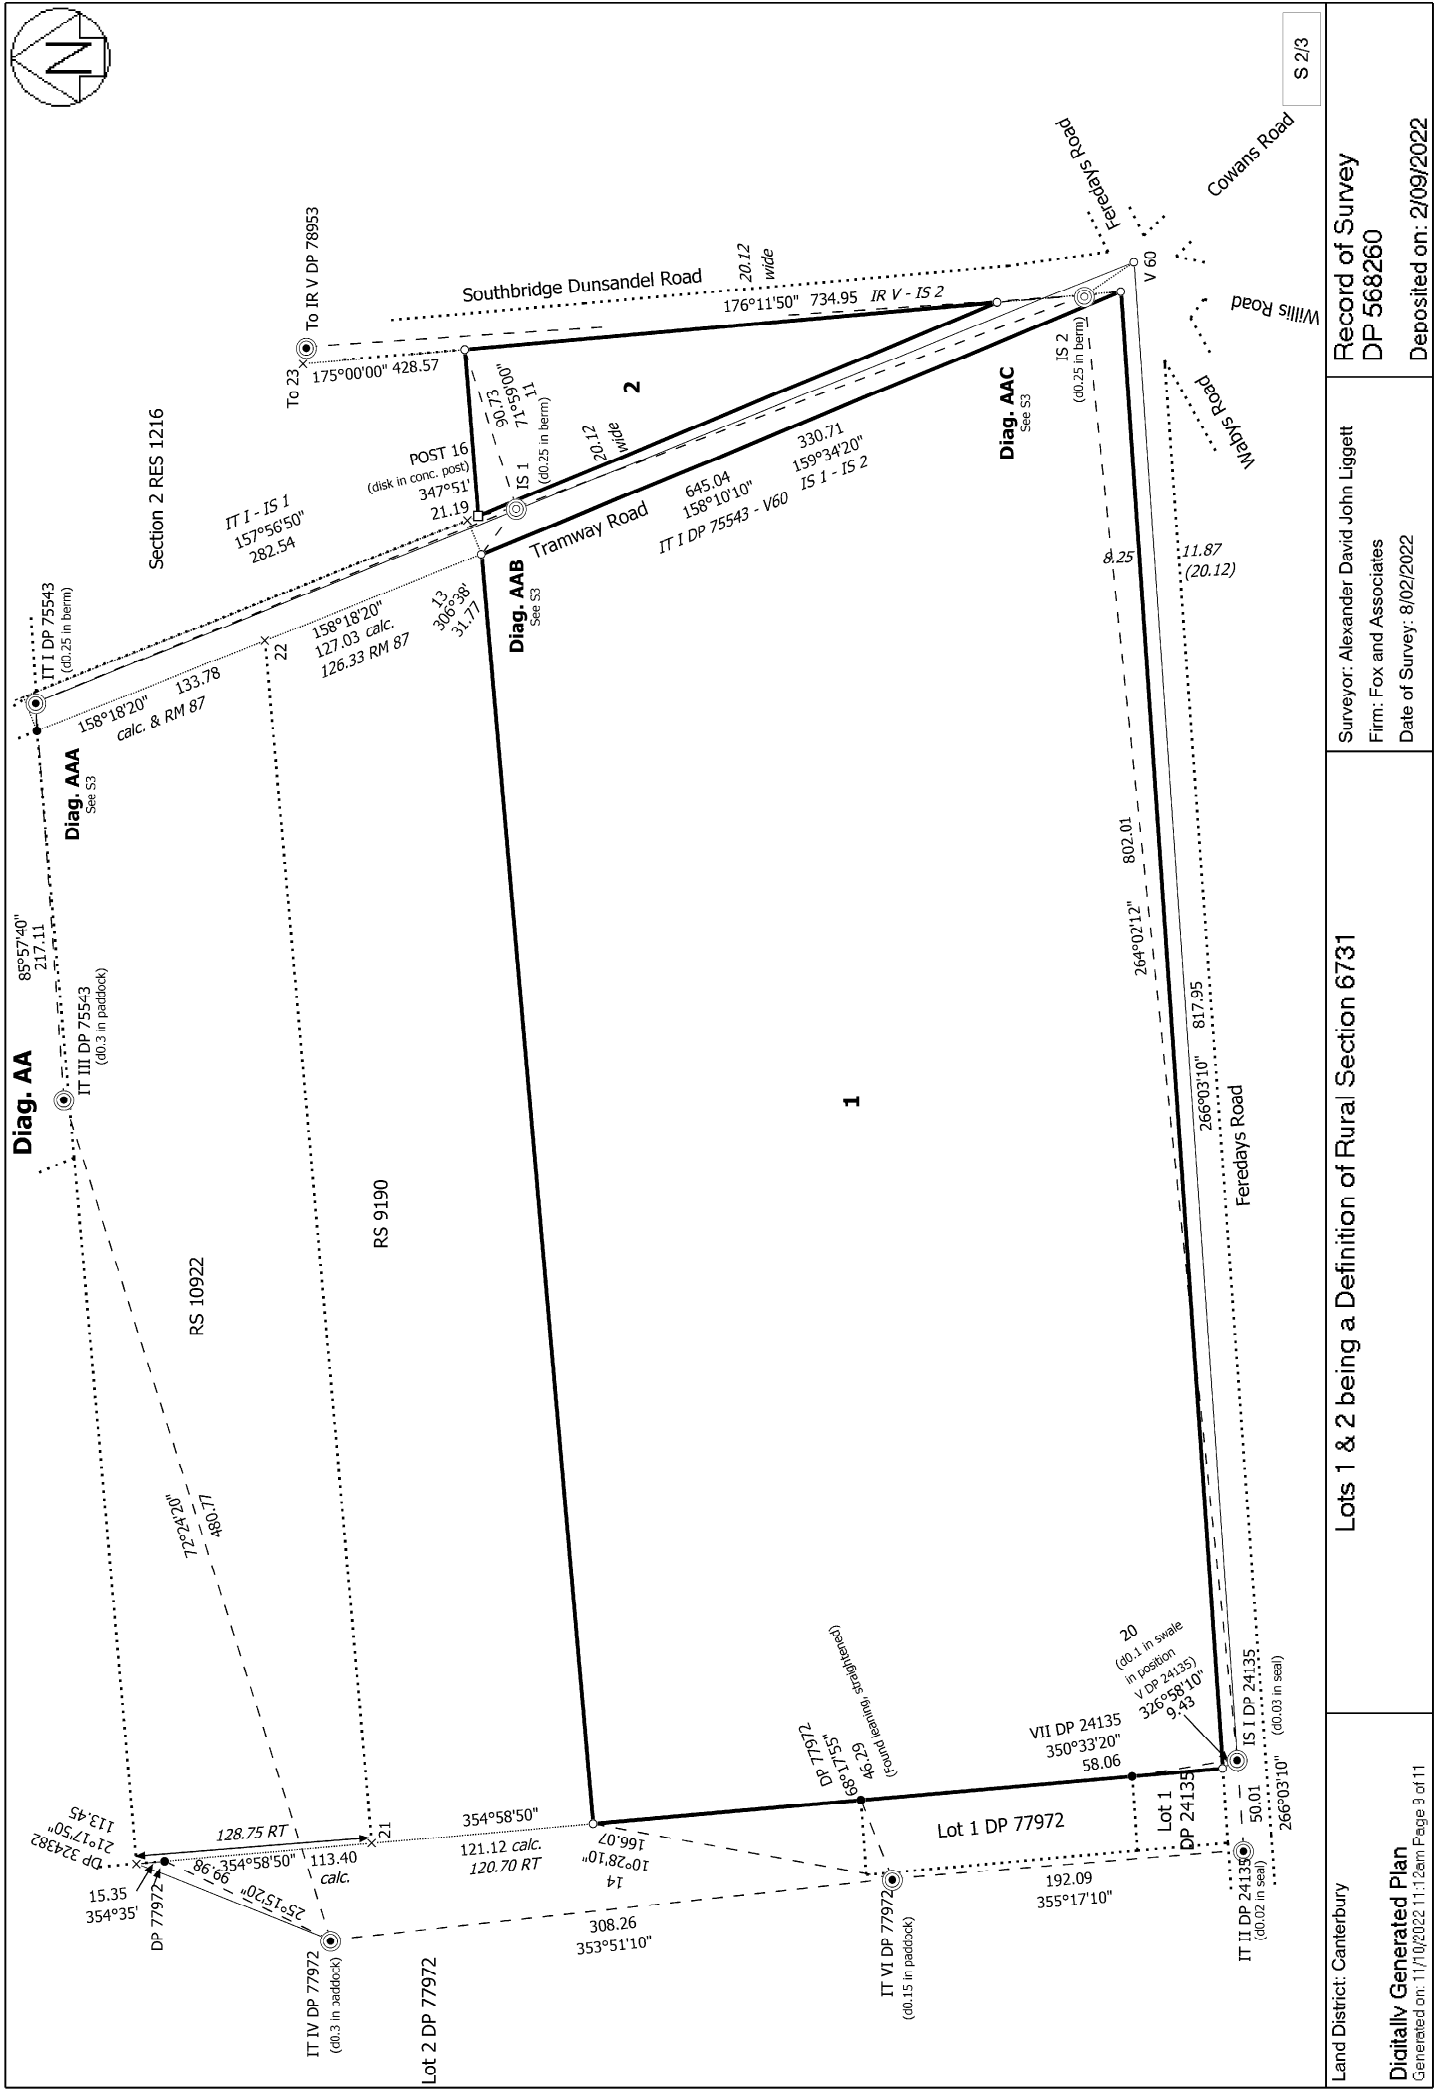 N
S 2/3
Diag. AA
IT I DP 75543
(d0.25 in berm)
85°57'40"
217.11
IT III DP 75543
(d0.3 in paddock)
Diag. AAA
See S3
158°18'20"
133.78
calc. & RM 87
22
IT I - IS 1
157°56'50"
282.54
Section 2 RES 1216
158°18'20"
127.03 calc.
126.33 RM 87
13
306°38'
31.77
Diag. AAB
See S3
POST 16
(disk in conc. post)
347°51'
21.19
To 23
To IR V DP 78953
175°00'00" 428.57
Southbridge Dunsandel Road
20.12
wide
176°11'50" 734.95 IR V - IS 2
90.73
71°59'00"
11
IS 1
(d0.25 in berm)
2
20.12
wide
Tramway Road
645.04
158°10'10"
IT I DP 75543 - V60
330.71
159°34'20"
IS 1 - IS 2
Diag. AAC
See S3
IS 2
(d0.25 in berm)
V 60
Feredays Road
Cowans Road
Willis Road
Wabys Road
8.25
11.87
(20.12)
802.01
264°02'12"
817.95
266°03'10"
Feredays Road
1
RS 9190
RS 10922
72°24'20"
480.77
DP 324382
21°17'50"
113.45
128.75 RT
15.35
354°35'
DP 77972
99.98
25°15'20"
354°58'50"
113.40
calc.
21
354°58'50"
121.12 calc.
120.70 RT
IT IV DP 77972
(d0.3 in paddock)
Lot 2 DP 77972
14
10°28'10"
166.07
308.26
353°51'10"
DP 77972
68°17'55"
46.29
(Found leaning, straightened)
IT VI DP 77972
(d0.15 in paddock)
Lot 1 DP 77972
192.09
355°17'10"
VII DP 24135
350°33'20"
58.06
Lot 1
DP 24135
20
(d0.1 in swale
in position
V DP 24135)
326°58'10"
9.43
IS I DP 24135
(d0.03 in seal)
50.01
266°03'10"
IT II DP 24135
(d0.02 in seal)
Land District: Canterbury
Digitally Generated Plan
Generated on: 11/10/2022 11:12am Page 9 of 11
Lots 1 & 2 being a Definition of Rural Section 6731
Surveyor: Alexander David John Liggett
Firm: Fox and Associates
Date of Survey: 8/02/2022
Record of Survey
DP 568260
Deposited on: 2/09/2022